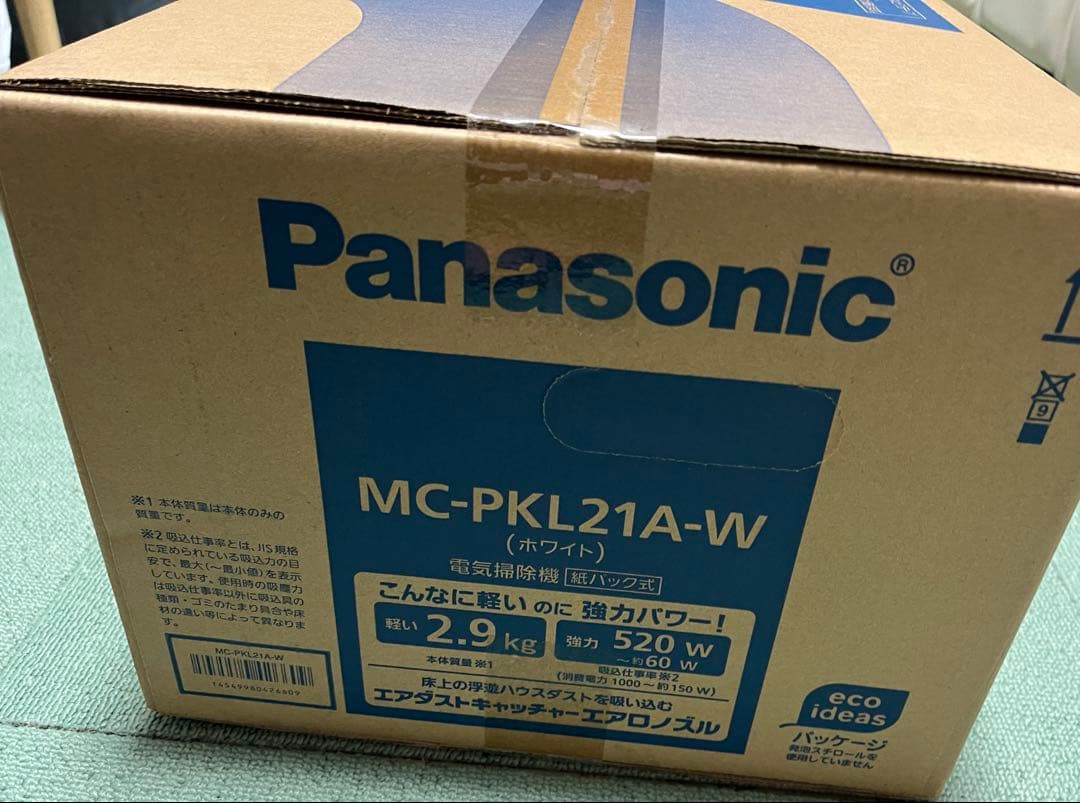 Panasonic®
MC-PKL21A-W
(ホワイト)
電気掃除機 紙パック式
こんなに軽いのに 強力パワー!
軽い 2.9kg
本体質量※1
強力 520W
~約60W
吸込仕事率※2
(消費電力1000~約150W)
床上の浮遊ハウスダストを吸い込む
エアダストキャッチャーエアロノズル
※1 本体質量は本体のみの
質量です。
※2 吸込仕事率とは、JIS規格
に定められている吸込力の目
安で、最大(~最小値)を表示
しています。使用時の吸塵力
は吸込仕事率以外に吸込具の
種類・ゴミのたまり具合や床
材の違い等によって異なりま
す。
MC-PKL21A-W
eco
ideas
パッケージ
発泡スチロールを
使用していません
9